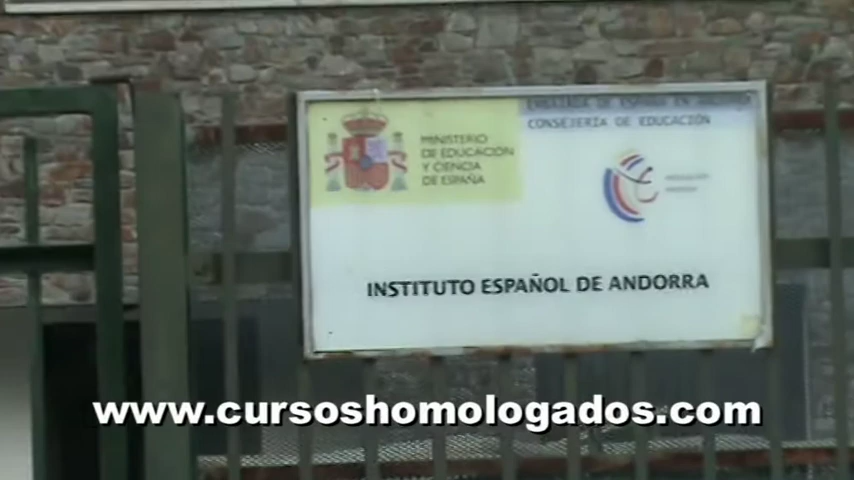 EMBAJADA DE ESPAÑA EN ANDORRA
CONSEJERÍA DE EDUCACIÓN
MINISTERIO
DE EDUCACIÓN
Y CIENCIA
DE ESPAÑA
INSTITUTO ESPAÑOL DE ANDORRA
www.cursoshomologados.com